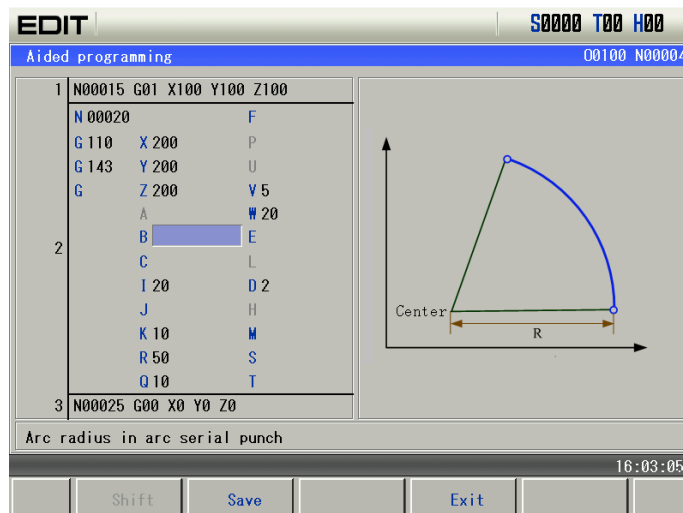 EDIT S0000 T00 H00
Aided programming O0100 N00004
1 N00015 G01 X100 Y100 Z100
N 00020 F
G 110 X 200 P
G 143 Y 200 U
G Z 200 V 5
A W 20
2 B E
C L
I 20 D 2
J H
K 10 M
R 50 S
Q 10 T
3 N00025 G00 X0 Y0 Z0
Center
R
Arc radius in arc serial punch
16:03:05
Shift Save Exit